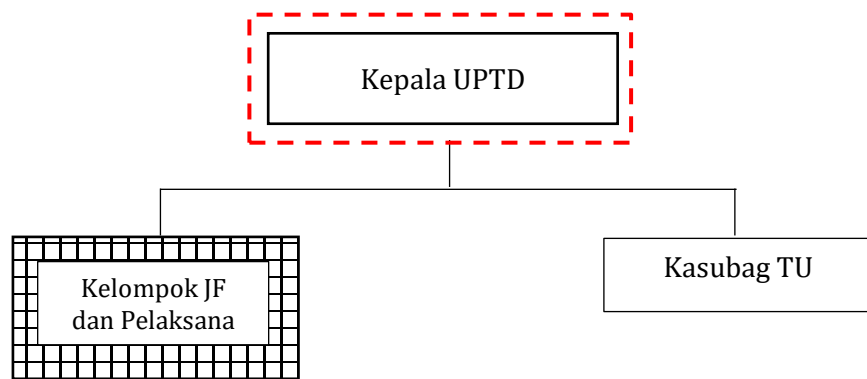 Kepala UPTD
Kelompok JF
dan Pelaksana
Kasubag TU